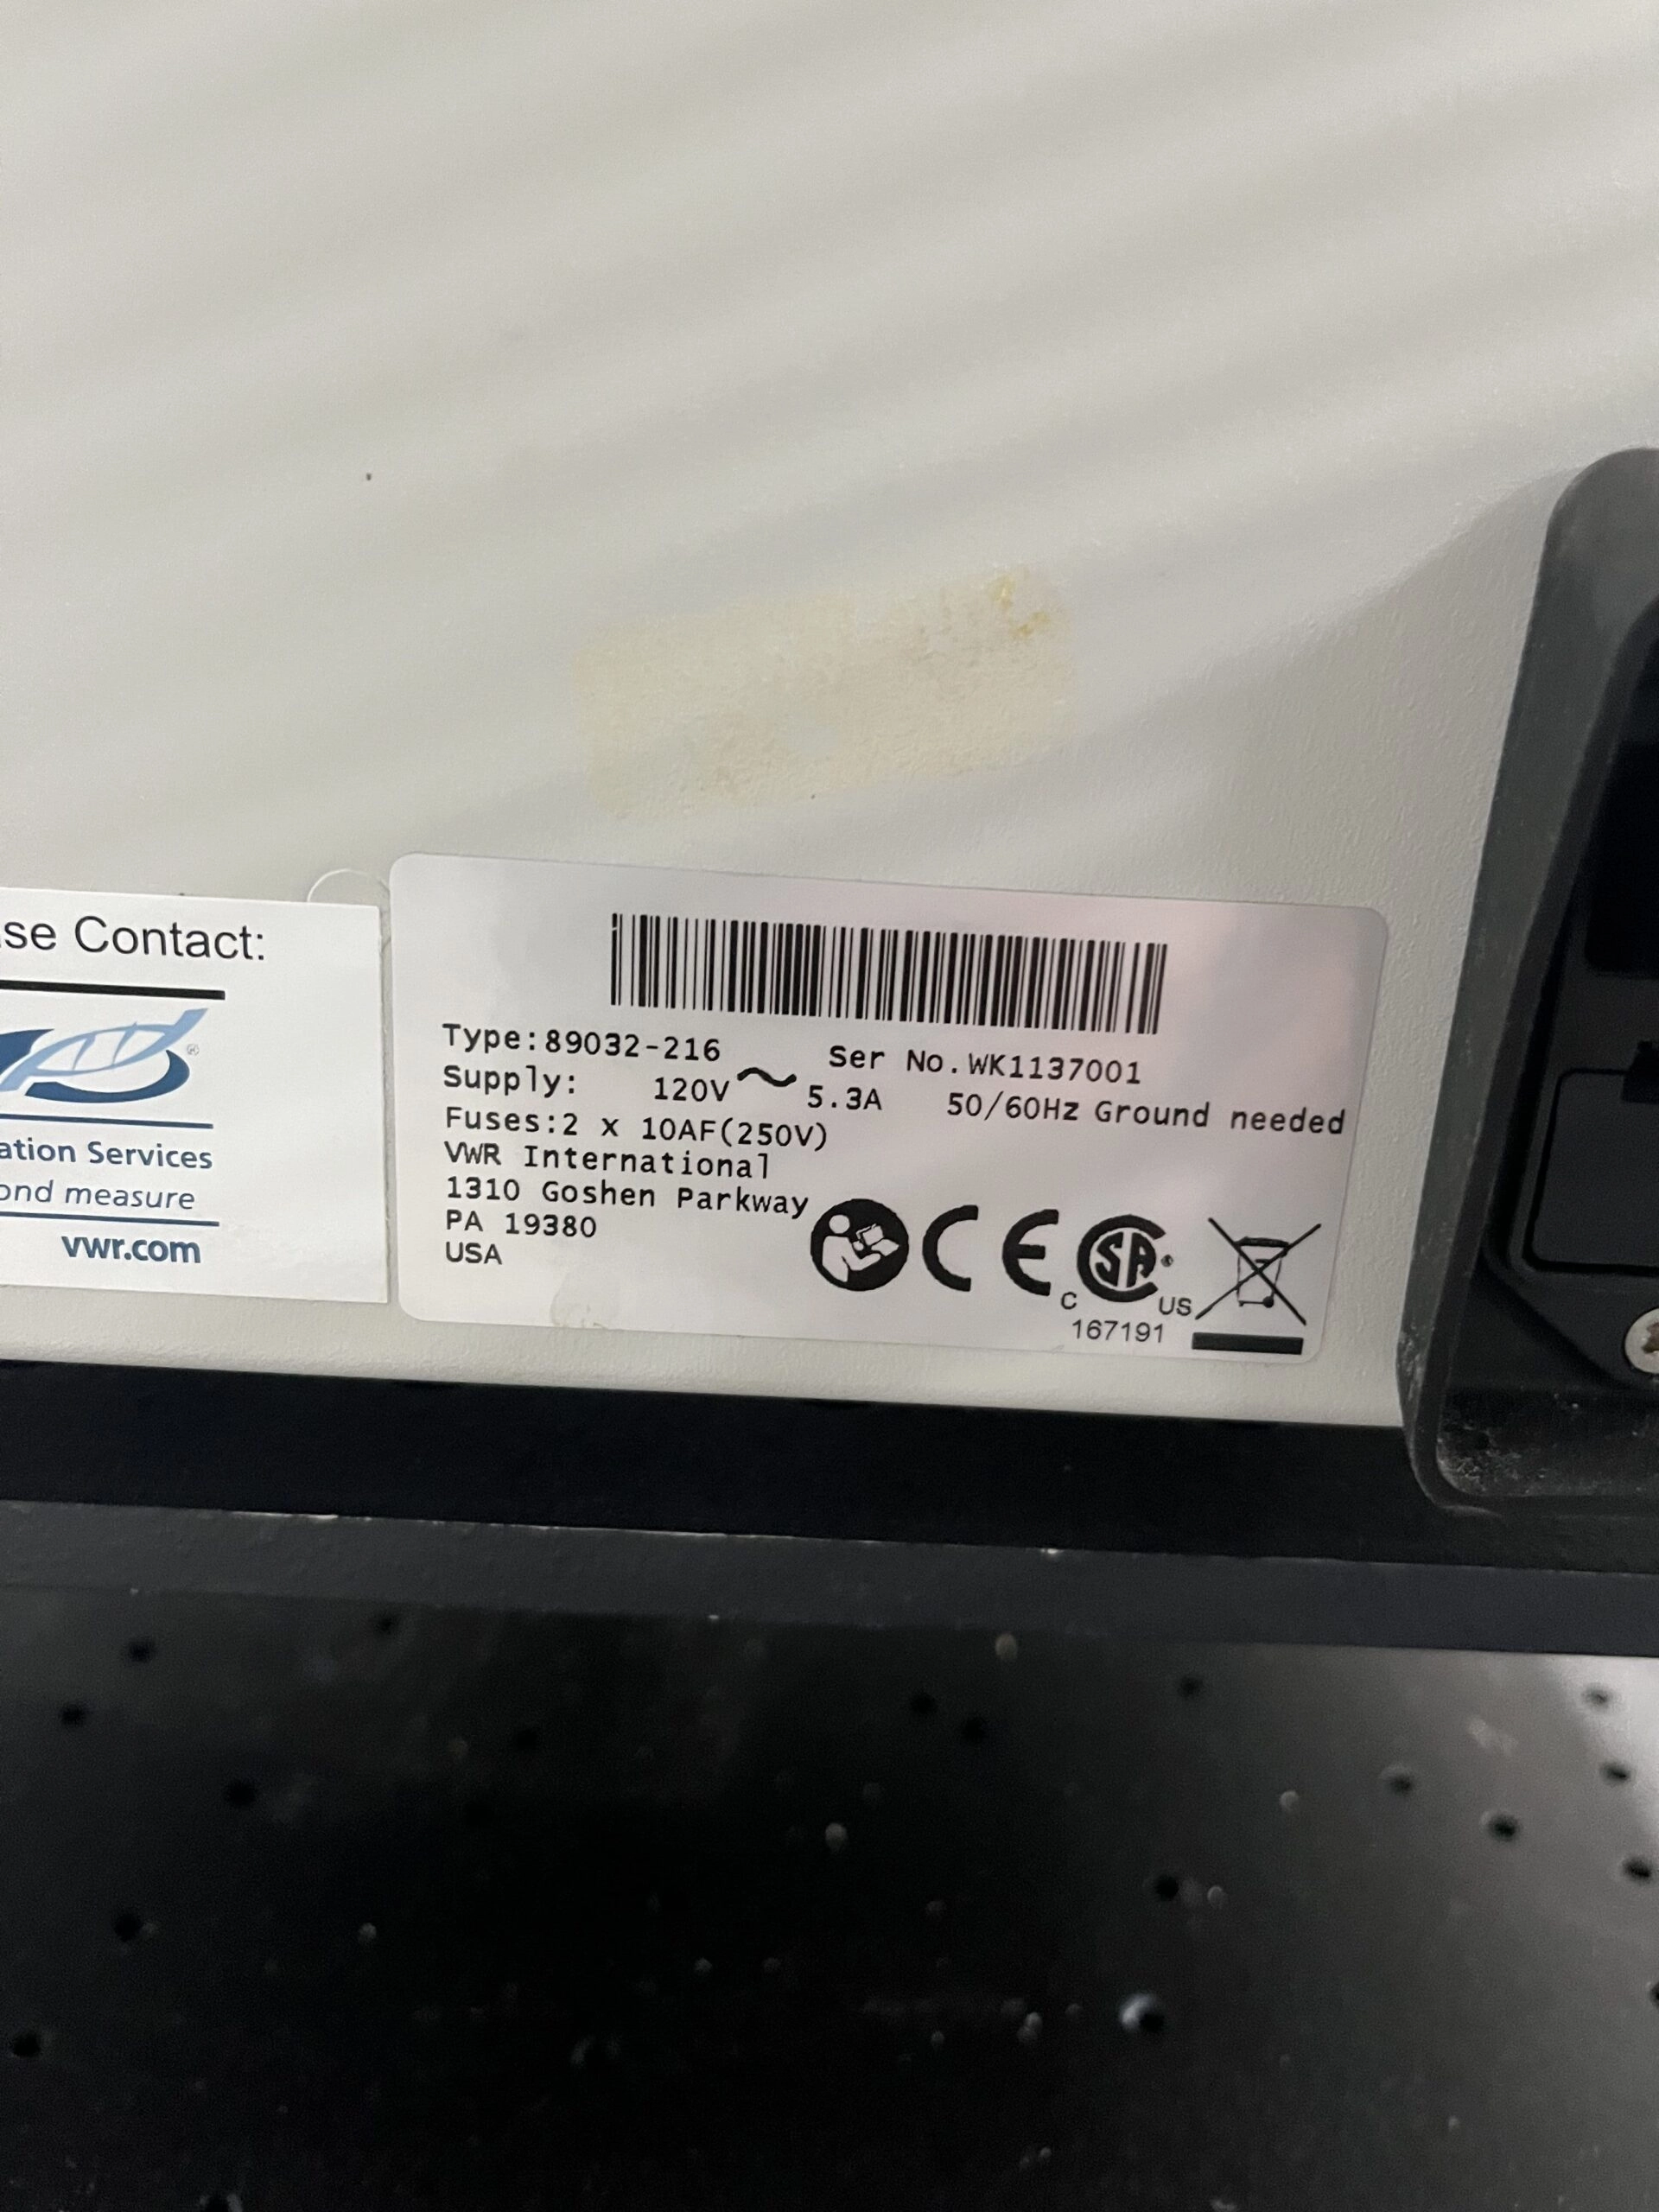 se Contact:
®
ation Services
ond measure
vwr.com
Type:89032-216 Ser No.WK1137001
Supply: 120V~ 5.3A 50/60Hz Ground needed
Fuses:2 x 10AF(250V)
VWR International
1310 Goshen Parkway
PA 19380
USA
CE C SA® US
167191